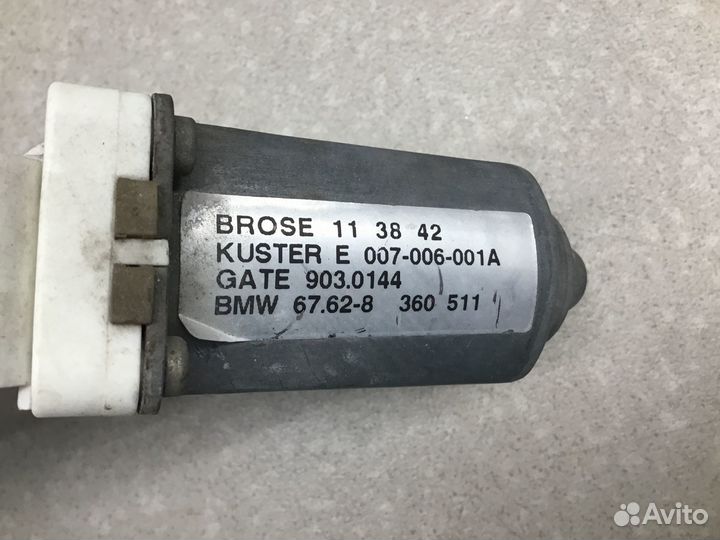 BROSE 11 38 42
KUSTER E 007-006-001A
GATE 903.0144
BMW 67.62-8 360 511
Avito